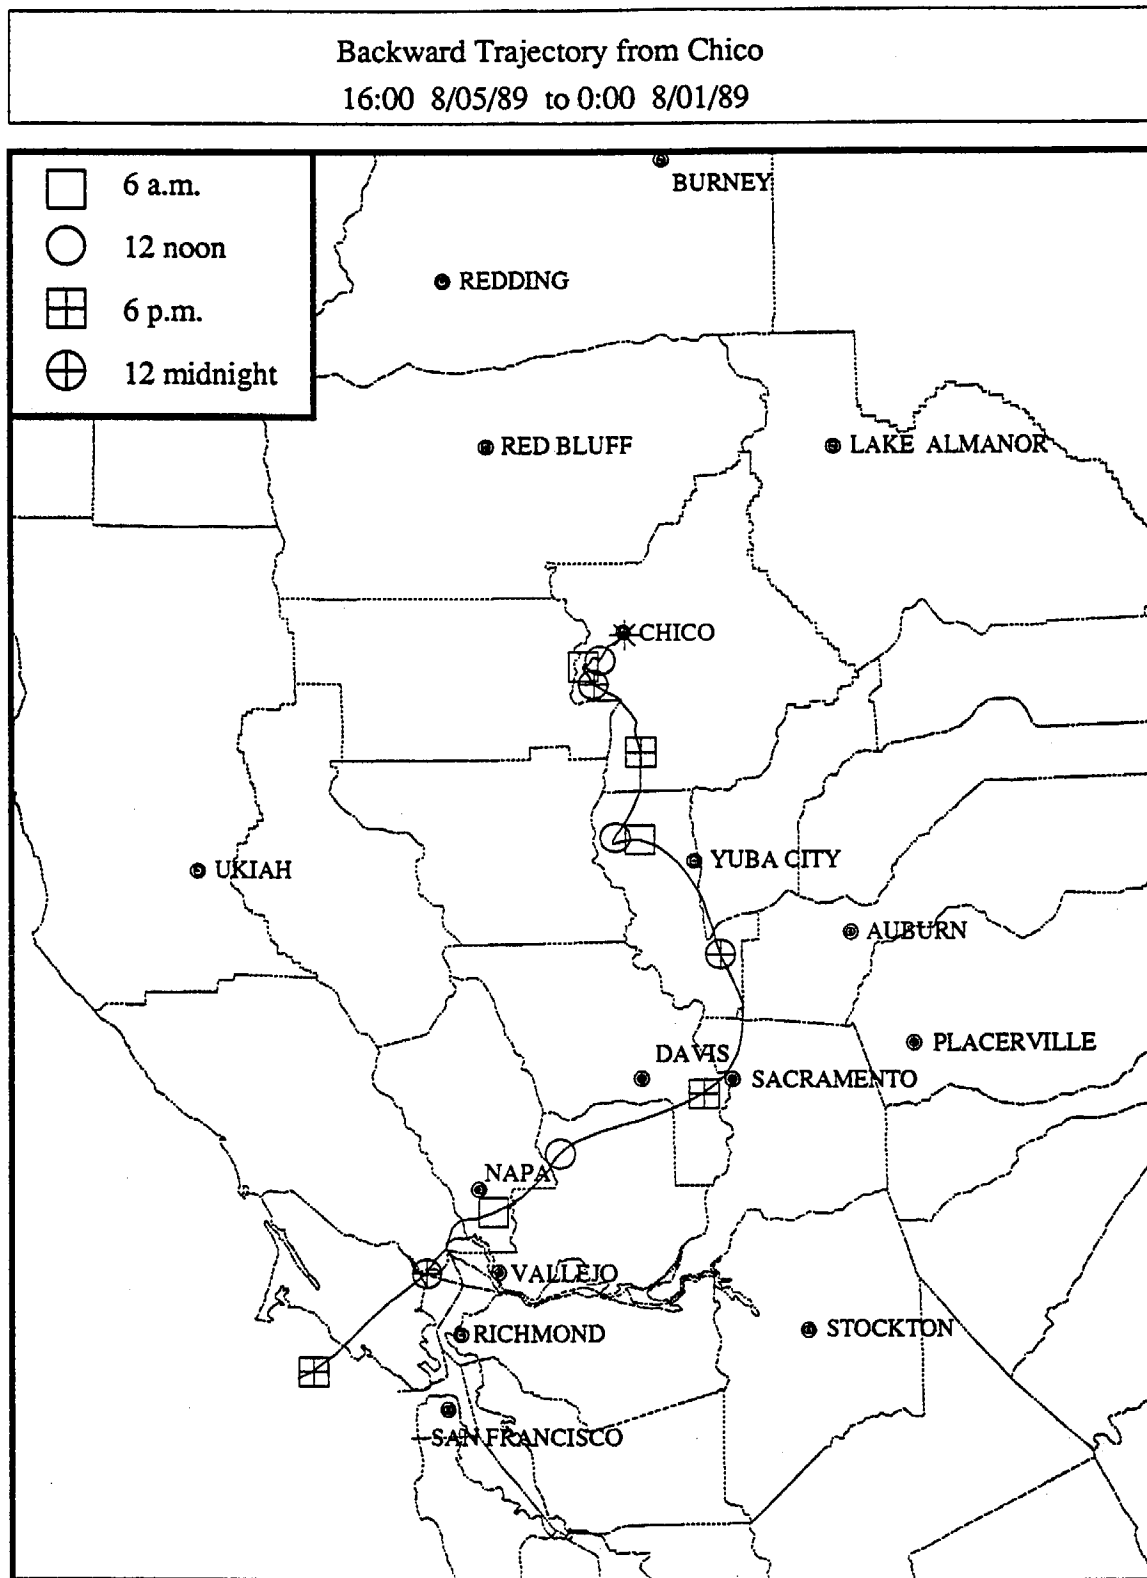 Backward Trajectory from Chico
16:00 8/05/89 to 0:00 8/01/89
6 a.m.
12 noon
6 p.m.
12 midnight
BURNEY
REDDING
RED BLUFF
LAKE ALMANOR
CHICO
YUBA CITY
UKIAH
AUBURN
PLACERVILLE
DAVIS
SACRAMENTO
NAPA
VALLEJO
RICHMOND
STOCKTON
SAN FRANCISCO